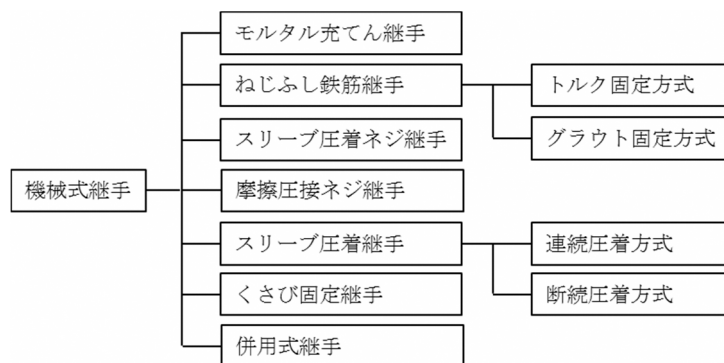 モルタル充てん継手
ねじふし鉄筋継手
トルク固定方式
グラウト固定方式
スリーブ圧着ネジ継手
機械式継手
摩擦圧接ネジ継手
スリーブ圧着継手
連続圧着方式
断続圧着方式
くさび固定継手
併用式継手